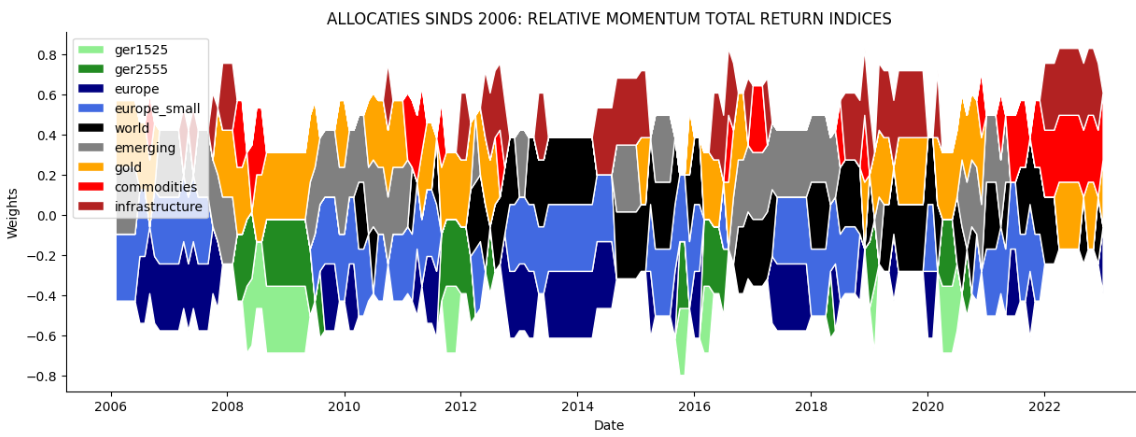 ALLOCATIES SINDS 2006: RELATIVE MOMENTUM TOTAL RETURN INDICES
ger1525
ger2555
europe
europe_small
world
emerging
gold
commodities
infrastructure
Weights
0.8
0.6
0.4
0.2
0.0
−0.2
−0.4
−0.6
−0.8
2006 2008 2010 2012 2014 2016 2018 2020 2022
Date